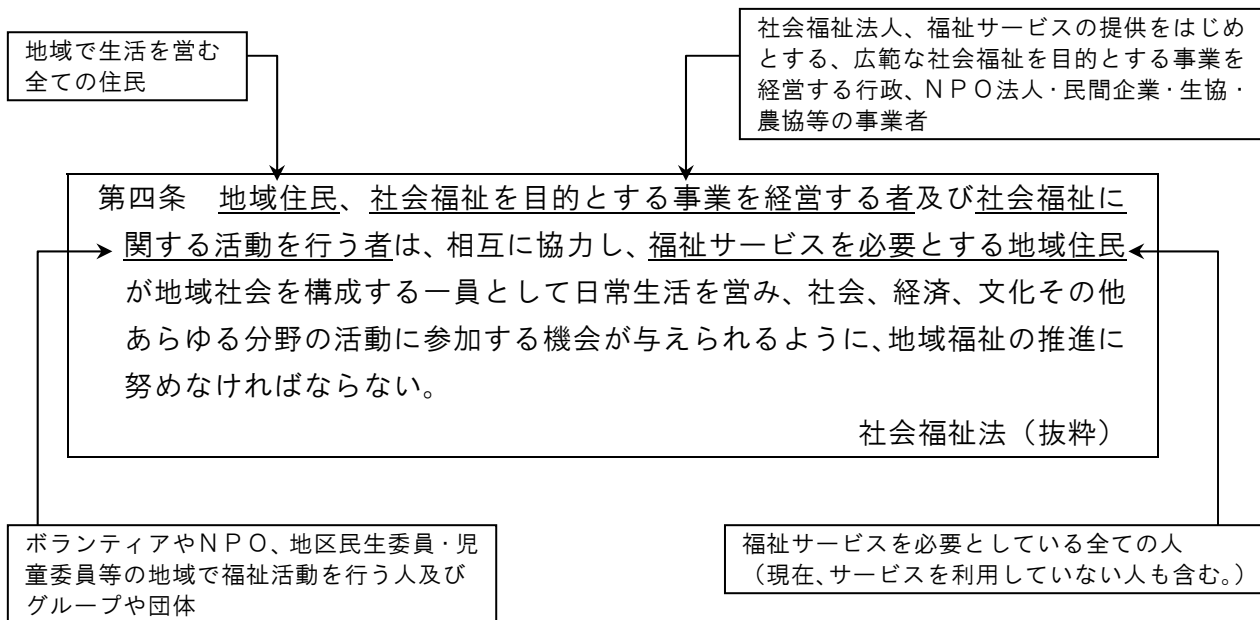 地域で生活を営む
全ての住民
社会福祉法人、福祉サービスの提供をはじめ
とする、広範な社会福祉を目的とする事業を
経営する行政、ＮＰＯ法人・民間企業・生協・
農協等の事業者
第四条　地域住民、社会福祉を目的とする事業を経営する者及び社会福祉に
関する活動を行う者は、相互に協力し、福祉サービスを必要とする地域住民
が地域社会を構成する一員として日常生活を営み、社会、経済、文化その他
あらゆる分野の活動に参加する機会が与えられるように、地域福祉の推進に
努めなければならない。
社会福祉法（抜粋）
ボランティアやＮＰＯ、地区民生委員・児
童委員等の地域で福祉活動を行う人及び
グループや団体
福祉サービスを必要としている全ての人
（現在、サービスを利用していない人も含む。）